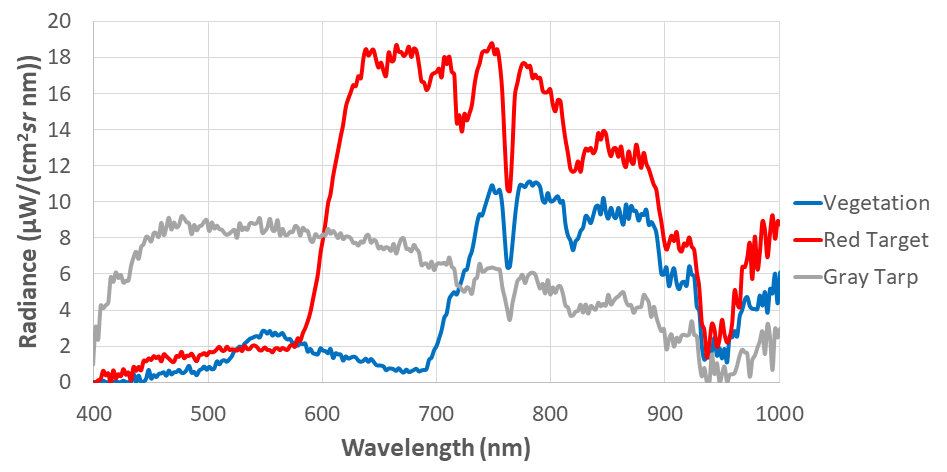 20
18
16
14
12
10
8
6
4
2
0
Radiance (µW/(cm²sr nm))
400 500 600 700 800 900 1000
Wavelength (nm)
Vegetation
Red Target
Gray Tarp